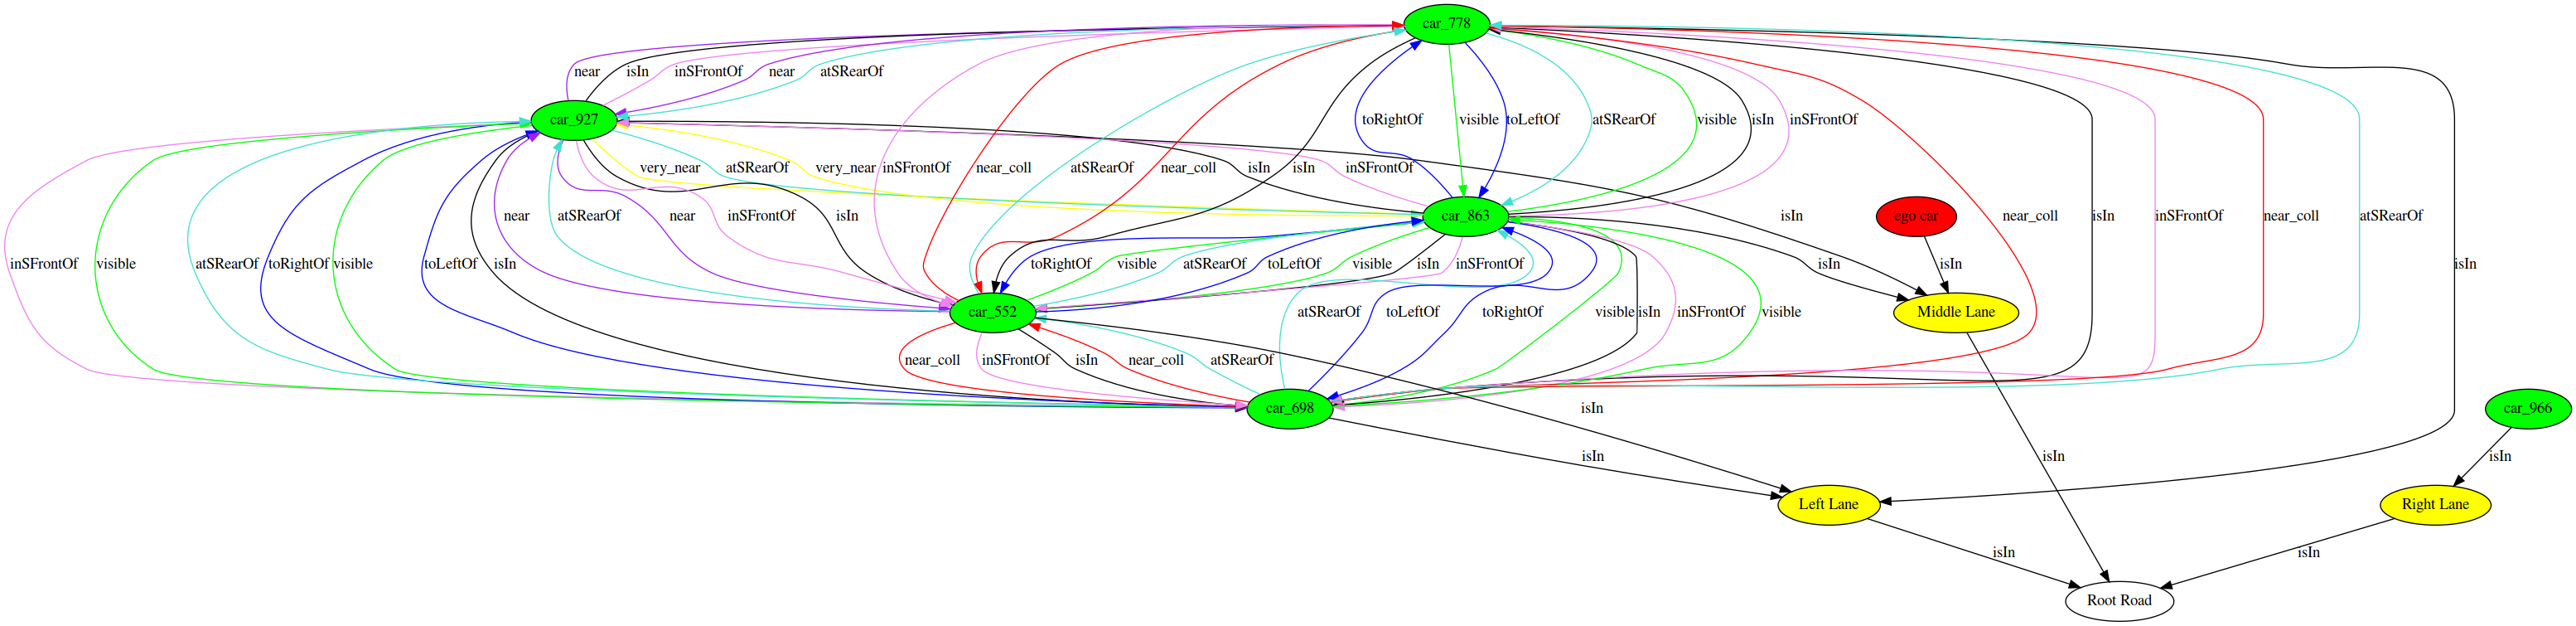 car_778
near isIn inSFrontOf near atSRearOf
car_927 toRightOf visible toLeftOf atSRearOf visible isIn inSFrontOf
very_near atSRearOf very_near inSFrontOf near_coll atSRearOf near_coll isIn isIn inSFrontOf
near atSRearOf near inSFrontOf isIn car_863 isIn ego car near_coll isIn inSFrontOf near_coll atSRearOf
inSFrontOf visible atSRearOf toRightOf visible toLeftOf isIn toRightOf visible atSRearOf toLeftOf visible isIn inSFrontOf isIn isIn isIn
car_552 atSRearOf toLeftOf toRightOf visible isIn inSFrontOf visible Middle Lane
near_coll inSFrontOf isIn near_coll atSRearOf
car_698 isIn car_966
isIn isIn isIn
Left Lane Right Lane
isIn isIn
Root Road